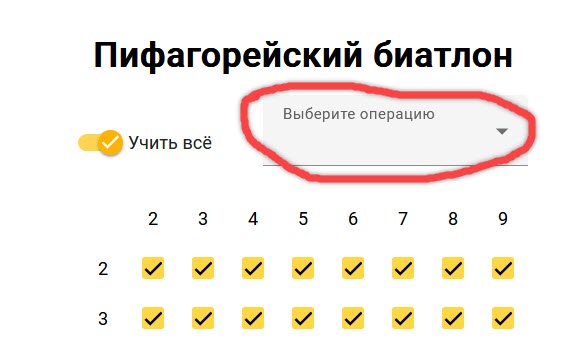 Пифагорейский биатлон
Выберите операцию
Учить всё
2 3 4 5 6 7 8 9
2
3